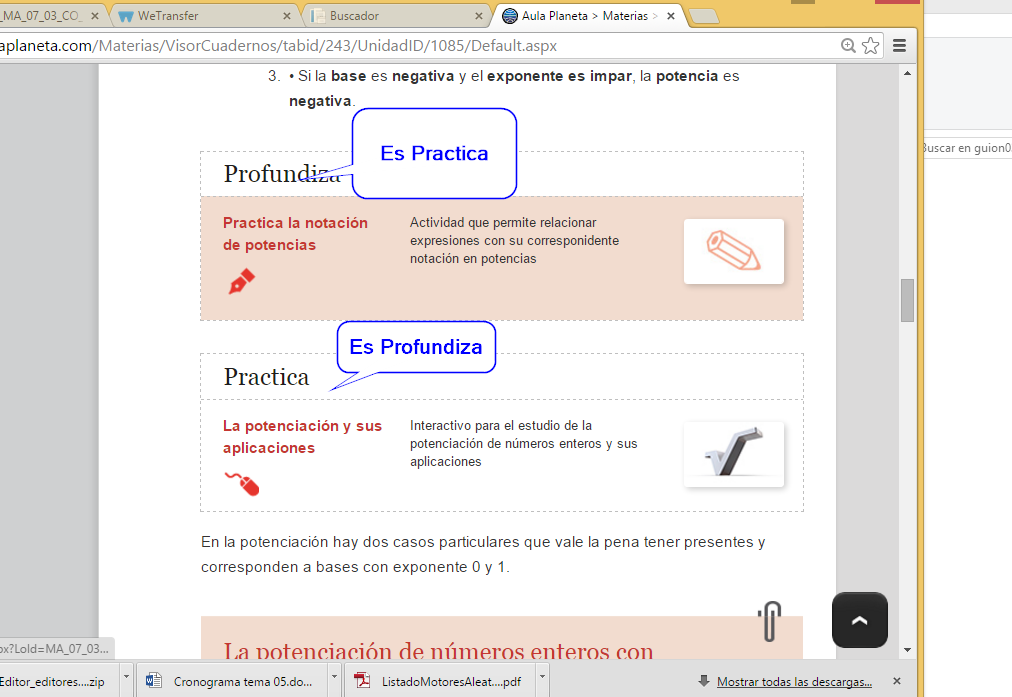 _MA_07_03_CO_
WeTransfer
Buscador
Aula Planeta > Materias >
aplaneta.com/Materias/VisorCuadernos/tabid/243/UnidadID/1085/Default.aspx
3. • Si la base es negativa y el exponente es impar, la potencia es
negativa.
Buscar en guion0
Es Practica
Profundiza
Practica la notación
de potencias
Actividad que permite relacionar
expresiones con su corresponidente
notación en potencias
Es Profundiza
Practica
La potenciación y sus
aplicaciones
Interactivo para el estudio de la
potenciación de números enteros y sus
aplicaciones
En la potenciación hay dos casos particulares que vale la pena tener presentes y
corresponden a bases con exponente 0 y 1.
La potenciación de números enteros con
px?LoId=MA_07_03...
Editor_editores....zip
Cronograma tema 05.do...
ListadoMotoresAleat....pdf
Mostrar todas las descargas...